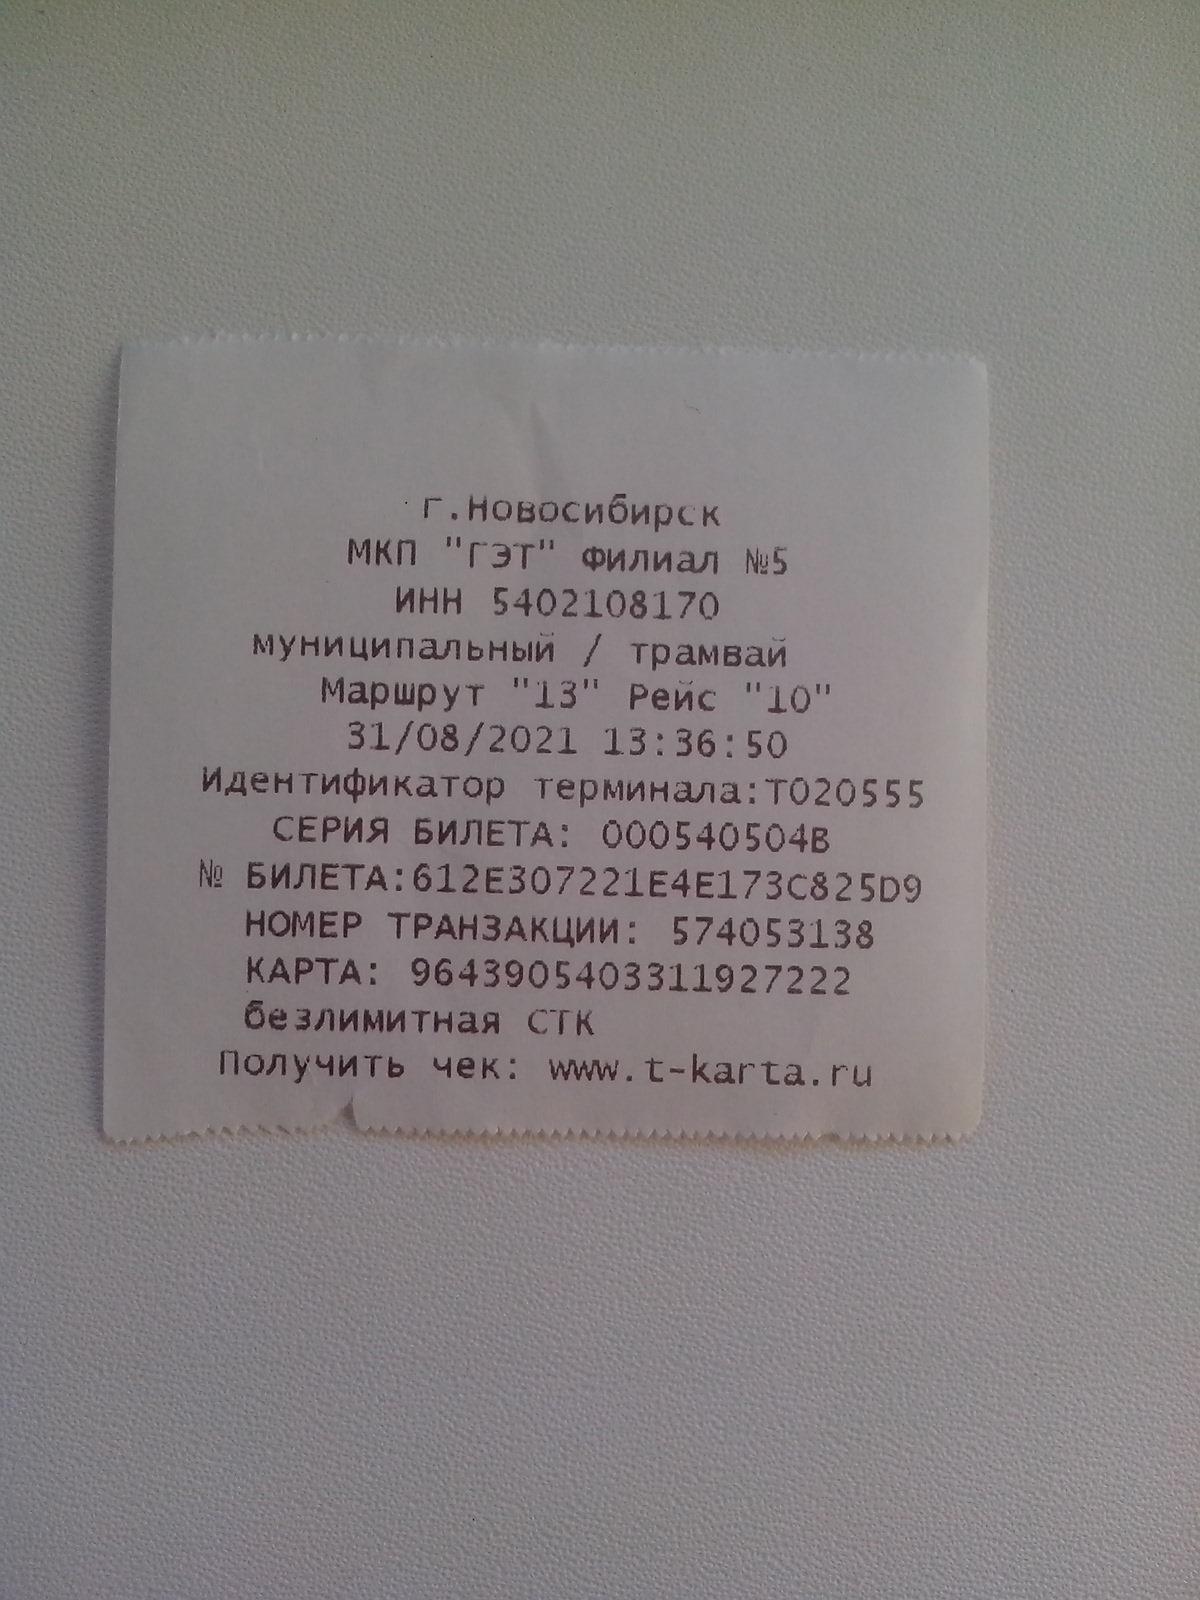 г.Новосибирск
МКП "ГЭТ" Филиал №5
ИНН 5402108170
муниципальный / трамвай
Маршрут "13" Рейс "10"
31/08/2021 13:36:50
Идентификатор терминала:Т020555
СЕРИЯ БИЛЕТА: 000540504B
№ БИЛЕТА:612E307221E4E173C825D9
НОМЕР ТРАНЗАКЦИИ: 574053138
КАРТА: 9643905403311927222
безлимитная СТК
Получить чек: www.t-karta.ru